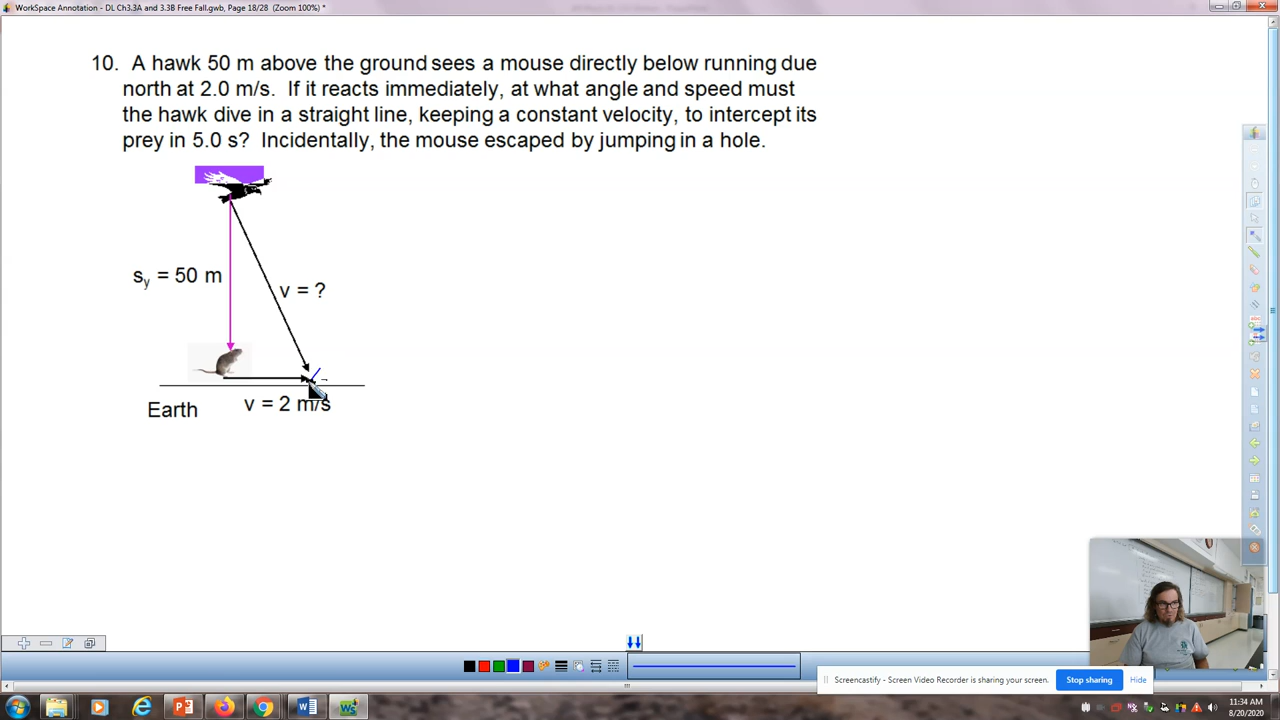 WorkSpace Annotation - DL Ch3.3A and 3.3B Free Fall.gwb, Page 18/28 (Zoom 100%) *
10. A hawk 50 m above the ground sees a mouse directly below running due
north at 2.0 m/s. If it reacts immediately, at what angle and speed must
the hawk dive in a straight line, keeping a constant velocity, to intercept its
prey in 5.0 s? Incidentally, the mouse escaped by jumping in a hole.
sy = 50 m
v = ?
Earth
v = 2 m/s
Screencastify - Screen Video Recorder is sharing your screen.
Stop sharing
Hide
11:34 AM
8/20/2020